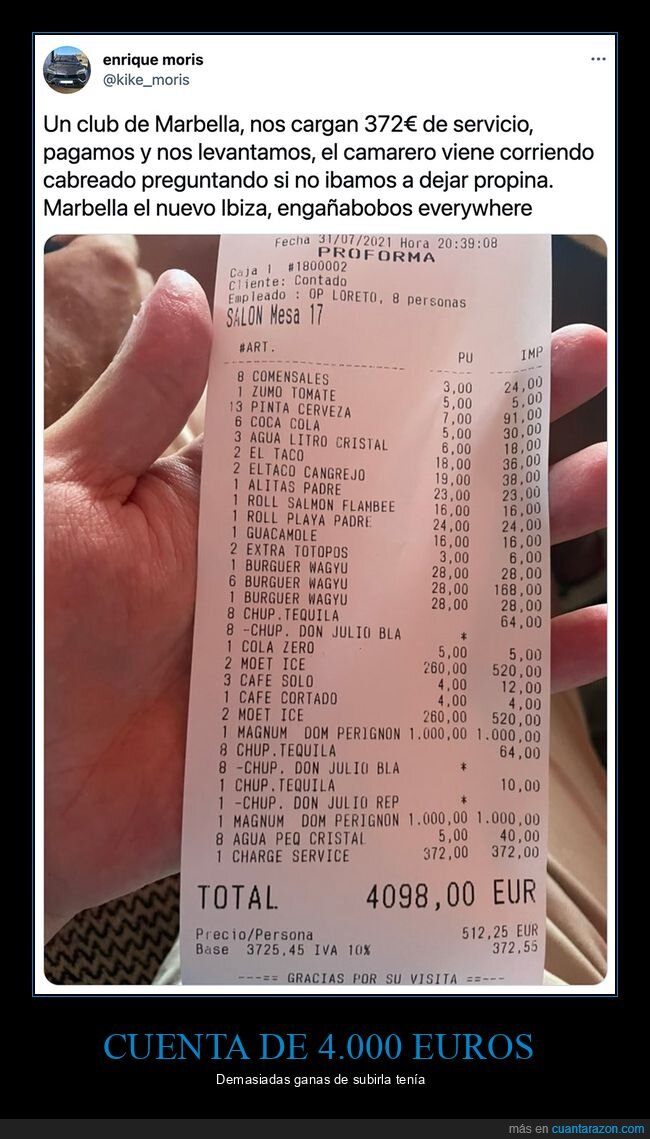 enrique moris
@kike_moris
Un club de Marbella, nos cargan 372€ de servicio,
pagamos y nos levantamos, el camarero viene corriendo
cabreado preguntando si no ibamos a dejar propina.
Marbella el nuevo Ibiza, engañabobos everywhere
Fecha 31/07/2021 Hora 20:39:08
PROFORMA
Caja 1 #1800002
Cliente: Contado
Empleado : OP LORETO, 8 personas
SALON Mesa 17
#ART. PU IMP
8 COMENSALES 3,00 24,00
1 ZUMO TOMATE 5,00 5,00
13 PINTA CERVEZA 7,00 91,00
6 COCA COLA 5,00 30,00
3 AGUA LITRO CRISTAL 6,00 18,00
2 EL TACO 18,00 36,00
2 ELTACO CANGREJO 19,00 38,00
1 ALITAS PADRE 23,00 23,00
1 ROLL SALMON FLAMBEE 16,00 16,00
1 ROLL PLAYA PADRE 24,00 24,00
1 GUACAMOLE 16,00 16,00
2 EXTRA TOTOPOS 3,00 6,00
1 BURGUER WAGYU 28,00 28,00
6 BURGUER WAGYU 28,00 168,00
1 BURGUER WAGYU 28,00 28,00
8 CHUP.TEQUILA 64,00
8 -CHUP. DON JULIO BLA *
1 COLA ZERO 5,00 5,00
2 MOET ICE 260,00 520,00
3 CAFE SOLO 4,00 12,00
1 CAFE CORTADO 4,00 4,00
2 MOET ICE 260,00 520,00
1 MAGNUM DOM PERIGNON 1.000,00 1.000,00
8 CHUP.TEQUILA 64,00
8 -CHUP. DON JULIO BLA *
1 CHUP.TEQUILA 10,00
1 -CHUP. DON JULIO REP *
1 MAGNUM DOM PERIGNON 1.000,00 1.000,00
8 AGUA PEQ CRISTAL 5,00 40,00
1 CHARGE SERVICE 372,00 372,00
TOTAL 4098,00 EUR
Precio/Persona 512,25 EUR
Base 3725,45 IVA 10% 372,55
---== GRACIAS POR SU VISITA ==---
CUENTA DE 4.000 EUROS
Demasiadas ganas de subirla tenía
más en cuantarazon.com